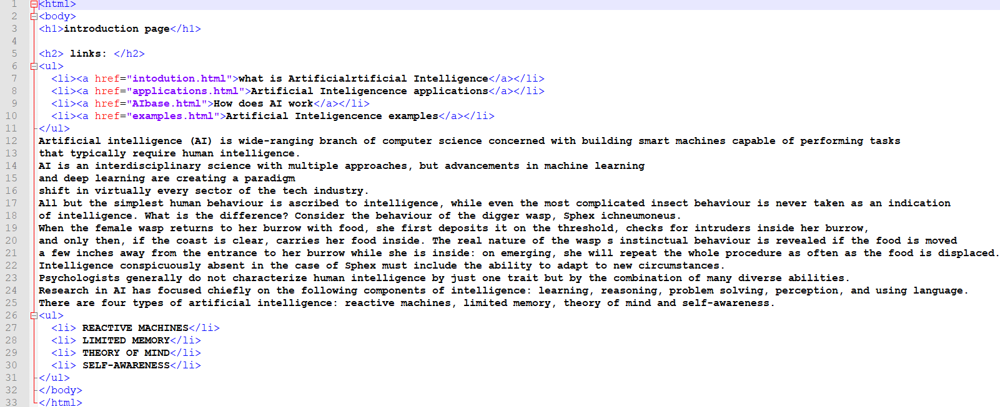 1 <html>
2 <body>
3 <h1>introduction page</h1>
4
5 <h2> links: </h2>
6 <ul>
7 <li><a href="intodution.html">what is Artificialrtificial Intelligence</a></li>
8 <li><a href="applications.html">Artificial Inteligencence applications</a></li>
9 <li><a href="AIbase.html">How does AI work</a></li>
10 <li><a href="examples.html">Artificial Inteligencence examples</a></li>
11 </ul>
12 Artificial intelligence (AI) is wide-ranging branch of computer science concerned with building smart machines capable of performing tasks
13 that typically require human intelligence.
14 AI is an interdisciplinary science with multiple approaches, but advancements in machine learning
15 and deep learning are creating a paradigm
16 shift in virtually every sector of the tech industry.
17 All but the simplest human behaviour is ascribed to intelligence, while even the most complicated insect behaviour is never taken as an indication
18 of intelligence. What is the difference? Consider the behaviour of the digger wasp, Sphex ichneumoneus.
19 When the female wasp returns to her burrow with food, she first deposits it on the threshold, checks for intruders inside her burrow,
20 and only then, if the coast is clear, carries her food inside. The real nature of the wasp s instinctual behaviour is revealed if the food is moved
21 a few inches away from the entrance to her burrow while she is inside: on emerging, she will repeat the whole procedure as often as the food is displaced.
22 Intelligence conspicuously absent in the case of Sphex must include the ability to adapt to new circumstances.
23 Psychologists generally do not characterize human intelligence by just one trait but by the combination of many diverse abilities.
24 Research in AI has focused chiefly on the following components of intelligence: learning, reasoning, problem solving, perception, and using language.
25 There are four types of artificial intelligence: reactive machines, limited memory, theory of mind and self-awareness.
26 <ul>
27 <li> REACTIVE MACHINES</li>
28 <li> LIMITED MEMORY</li>
29 <li> THEORY OF MIND</li>
30 <li> SELF-AWARENESS</li>
31 </ul>
32 </body>
33 </html>